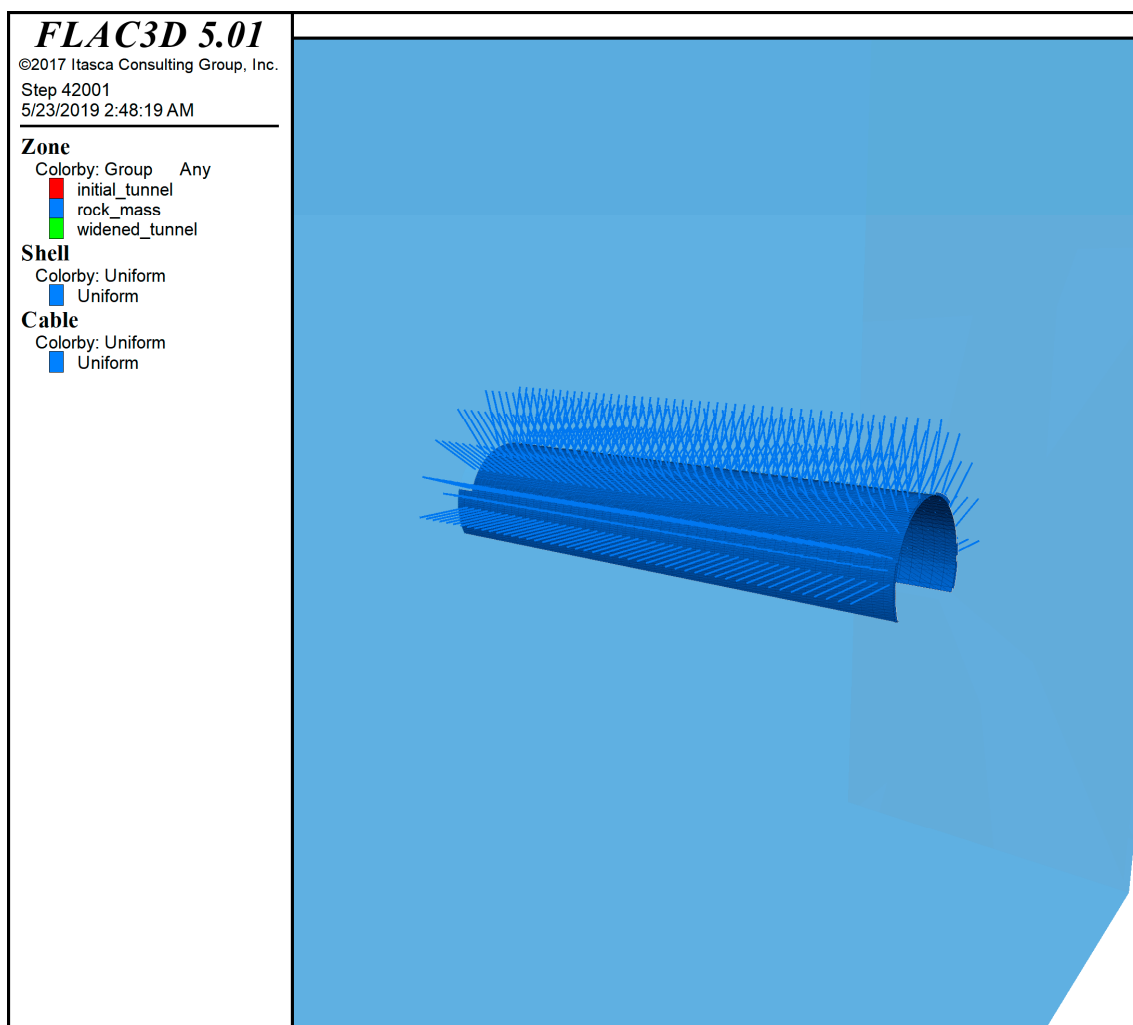 FLAC3D 5.01
©2017 Itasca Consulting Group, Inc.
Step 42001
5/23/2019 2:48:19 AM
Zone
Colorby: Group Any
initial_tunnel
rock_mass
widened_tunnel
Shell
Colorby: Uniform
Uniform
Cable
Colorby: Uniform
Uniform